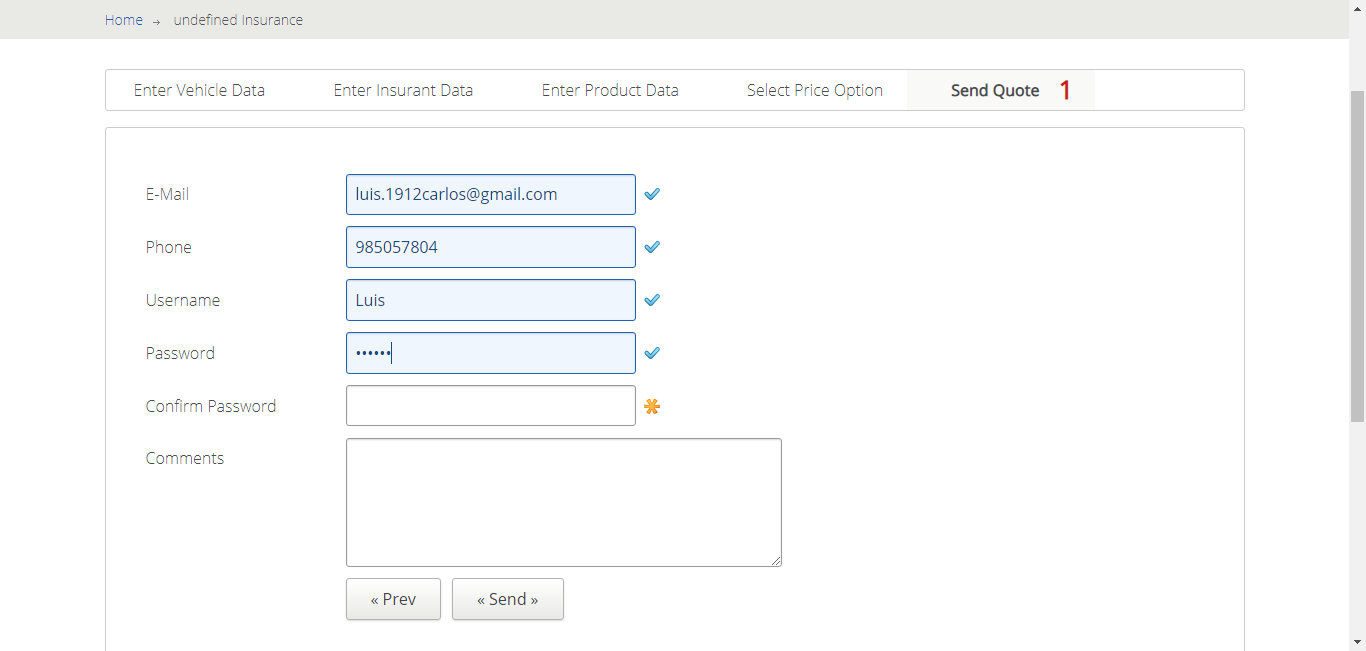 Home → undefined Insurance
Enter Vehicle Data Enter Insurant Data Enter Product Data Select Price Option Send Quote 1
E-Mail luis.1912carlos@gmail.com
Phone 985057804
Username Luis
Password ••••••
Confirm Password
Comments
« Prev « Send »